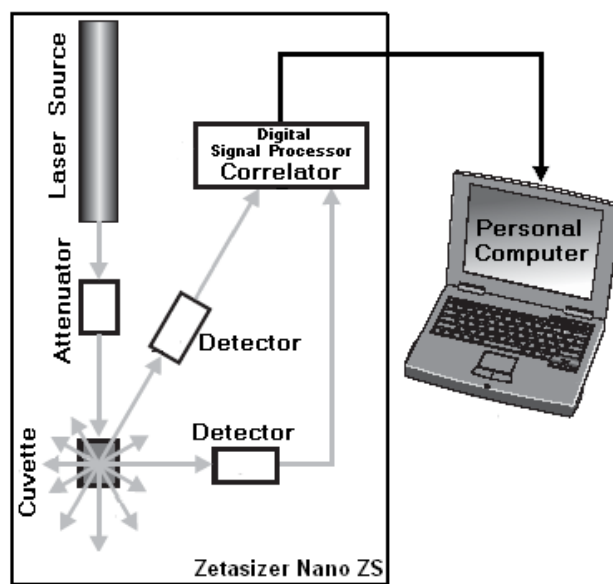 Laser Source
Digital
Signal Processor
Correlator
Personal
Computer
Attenuator
Detector
Detector
Cuvette
Zetasizer Nano ZS